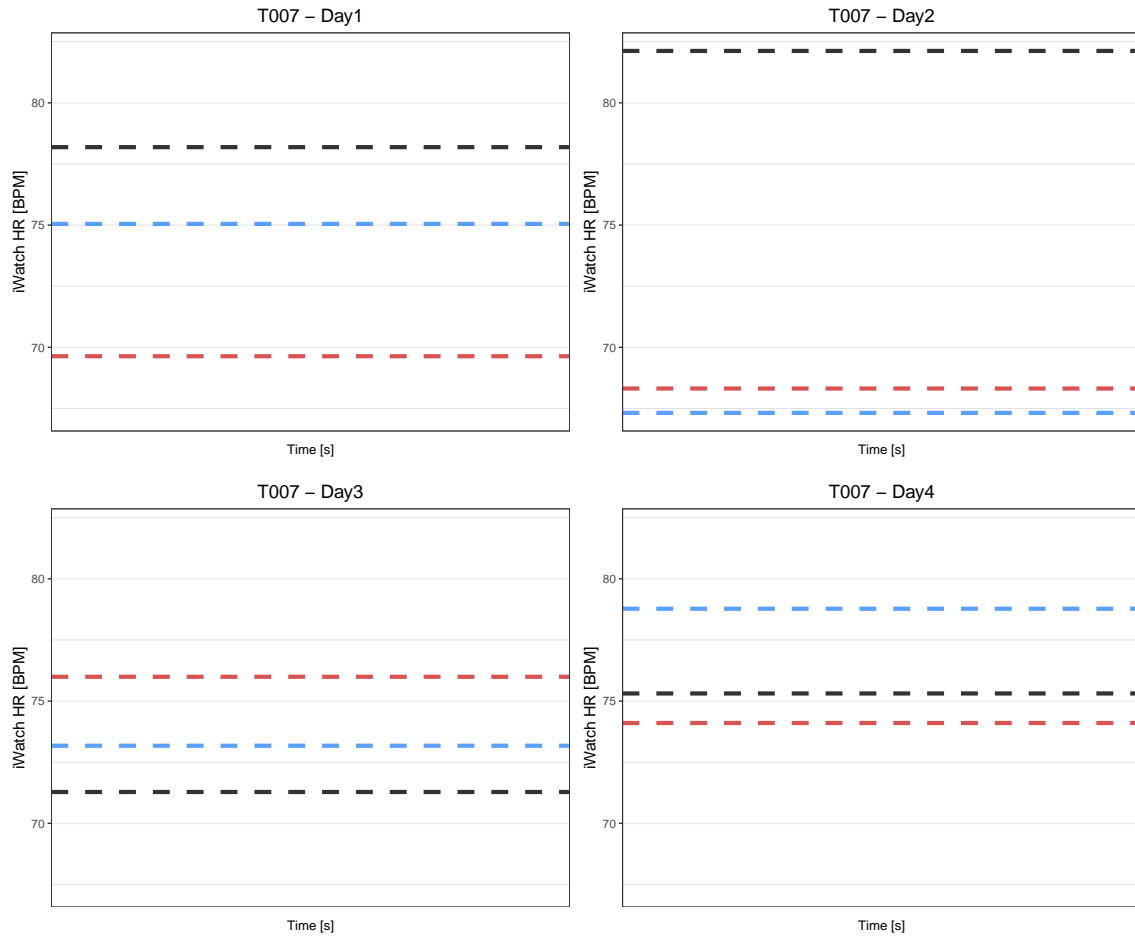 T007 – Day1
iWatch HR [BPM]
80
75
70
Time [s]
T007 – Day2
iWatch HR [BPM]
80
75
70
Time [s]
T007 – Day3
iWatch HR [BPM]
80
75
70
Time [s]
T007 – Day4
iWatch HR [BPM]
80
75
70
Time [s]